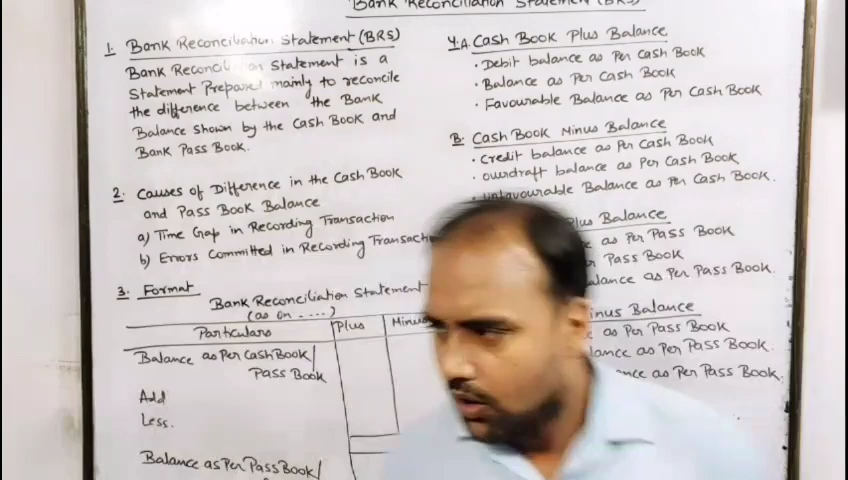 Bank Reconciliation Statement (BRS)
1. Bank Reconciliation Statement (BRS)
Bank Reconciliation Statement is a
Statement Prepared mainly to reconcile
the difference between the Bank
Balance shown by the Cash Book and
Bank Pass Book.
2. Causes of Difference in the Cash Book
and Pass Book Balance
a) Time Gap in Recording Transaction
b) Errors Committed in Recording Transactio
3. Format
Bank Reconciliation Statement
(as on ....)
Particulars Plus Minus
Balance as Per Cash Book/
Pass Book
Add
Less.
Balance as Per Pass Book/
4. A. Cash Book Plus Balance
• Debit balance as Per Cash Book
• Balance as Per Cash Book
• Favourable Balance as Per Cash Book
B. Cash Book Minus Balance
• Credit balance as Per Cash Book
• Overdraft balance as Per Cash Book
• Unfavourable Balance as Per Cash Book.
Plus Balance
as Per Pass Book
Pass Book
alance as Per Pass Book.
inus Balance
as Per Pass Book
lance as Per Pass Book.
nce as Per Pass Book.